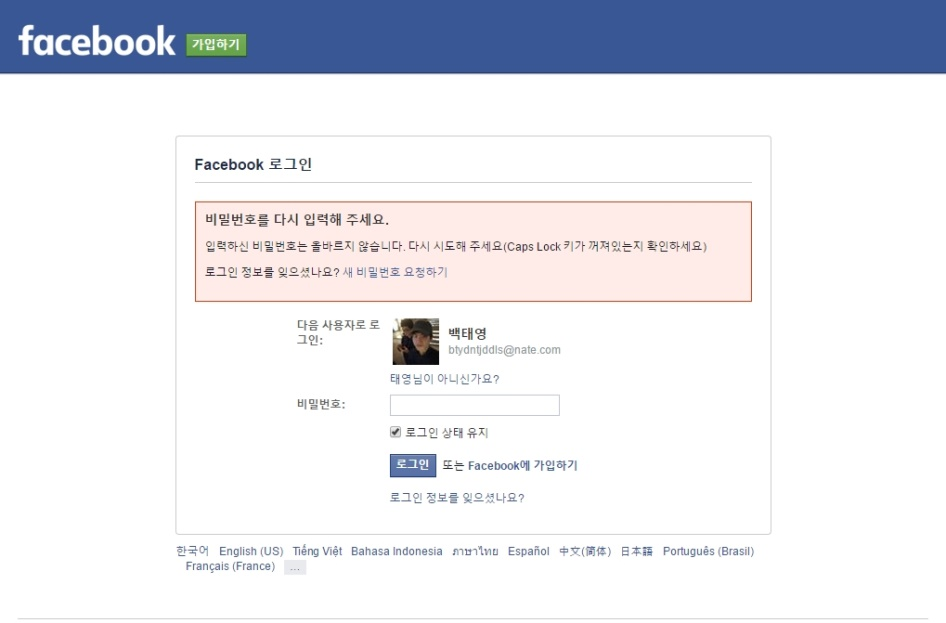 facebook 가입하기
Facebook 로그인
비밀번호를 다시 입력해 주세요.
입력하신 비밀번호는 올바르지 않습니다. 다시 시도해 주세요(Caps Lock 키가 꺼져있는지 확인하세요)
로그인 정보를 잊으셨나요? 새 비밀번호 요청하기
다음 사용자로 로
그인:
백태영
btydntjddls@nate.com
태영님이 아니신가요?
비밀번호:
로그인 상태 유지
로그인 또는 Facebook에 가입하기
로그인 정보를 잊으셨나요?
한국어 English (US) Tiếng Việt Bahasa Indonesia ภาษาไทย Español 中文(简体) 日本語 Português (Brasil)
Français (France) ...